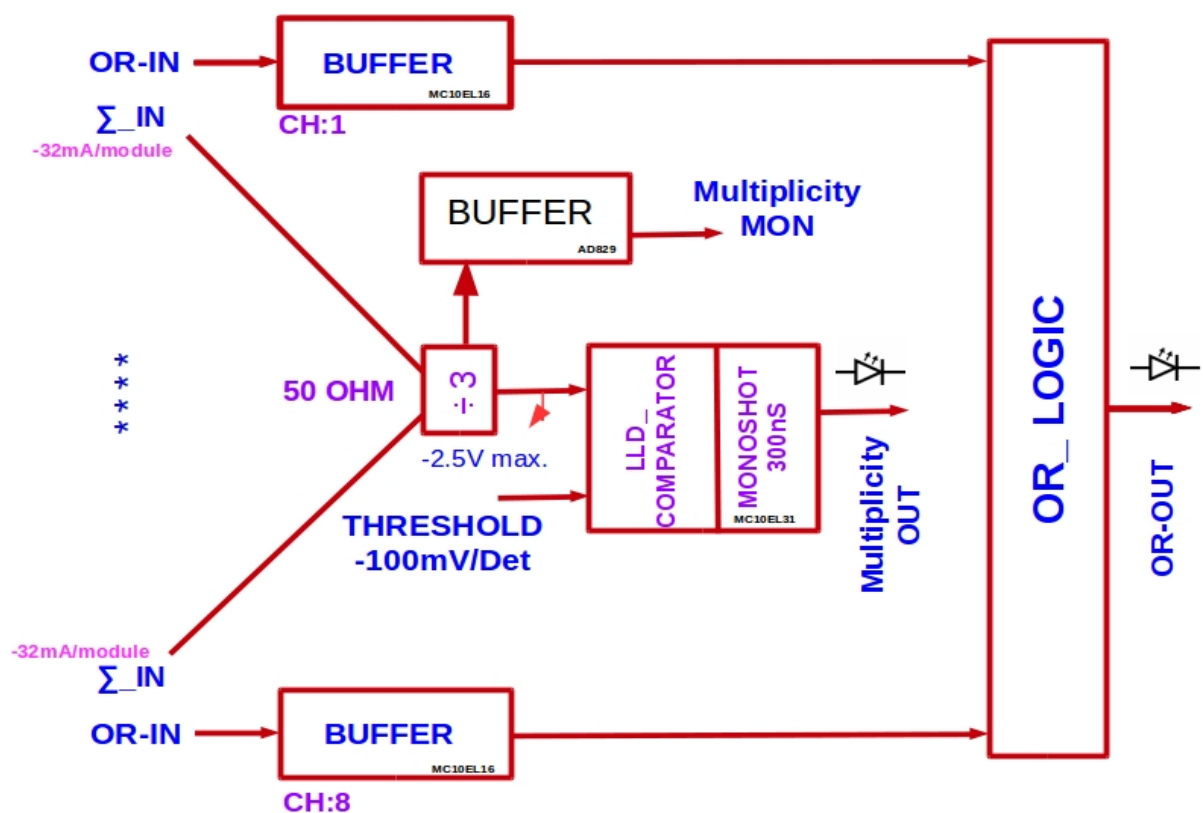 OR-IN
BUFFER
MC10EL16
CH:1
∑_IN
-32mA/module
BUFFER
AD829
Multiplicity
MON
50 OHM
÷3
-2.5V max.
THRESHOLD
-100mV/Det
LLD_
COMPARATOR
MONOSHOT
300nS
MC10EL31
Multiplicity
OUT
OR_ LOGIC
OR-OUT
* * * *
-32mA/module
∑_IN
OR-IN
BUFFER
MC10EL16
CH:8